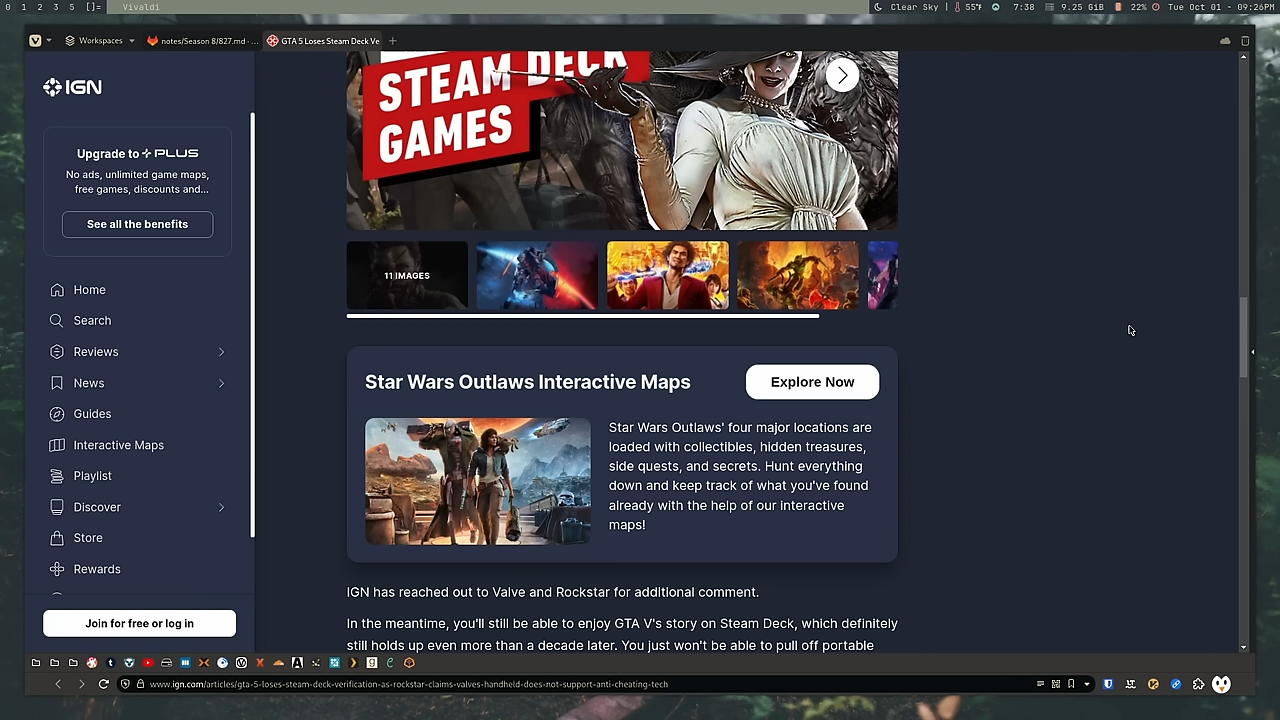 0 1 2 3 5 []= Vivaldi Clear Sky | 55°F 7:38 9.25 GiB 22% Tue Oct 01 - 09:26PM
Workspaces notes/Season 8/827.md - ... GTA 5 Loses Steam Deck Ve
IGN
Upgrade to PLUS
No ads, unlimited game maps,
free games, discounts and...
See all the benefits
Home
Search
Reviews
News
Guides
Interactive Maps
Playlist
Discover
Store
Rewards
Join for free or log in
STEAM DECK
GAMES
11 IMAGES
Star Wars Outlaws Interactive Maps
Explore Now
Star Wars Outlaws' four major locations are
loaded with collectibles, hidden treasures,
side quests, and secrets. Hunt everything
down and keep track of what you've found
already with the help of our interactive
maps!
IGN has reached out to Valve and Rockstar for additional comment.
In the meantime, you'll still be able to enjoy GTA V's story on Steam Deck, which definitely
still holds up even more than a decade later. You just won't be able to pull off portable
www.ign.com/articles/gta-5-loses-steam-deck-verification-as-rockstar-claims-valves-handheld-does-not-support-anti-cheating-tech